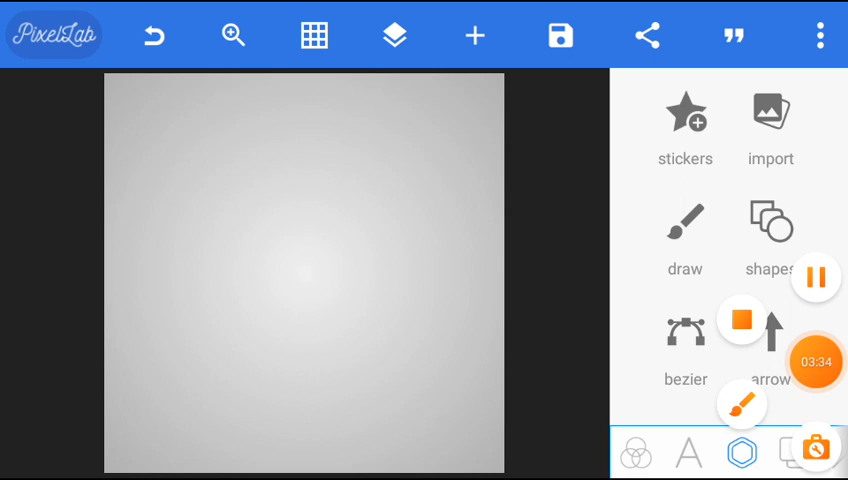 PixelLab
stickers
import
draw
shapes
bezier
arrow
03:34